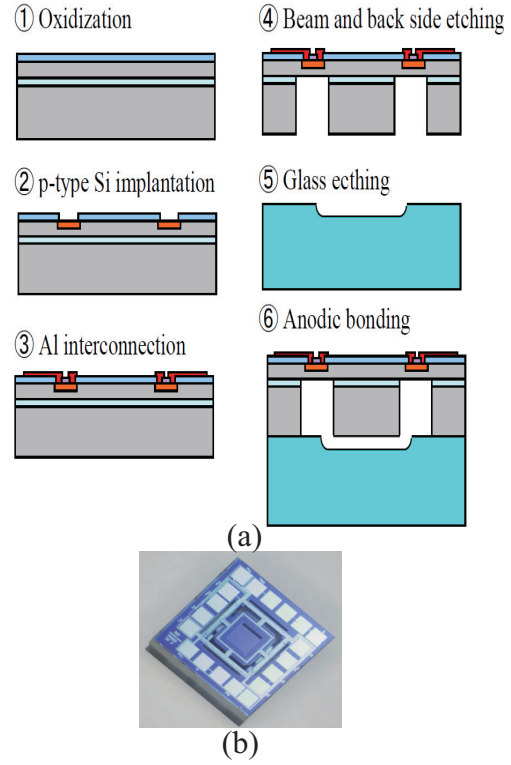 ① Oxidization
② p-type Si implantation
③ Al interconnection
④ Beam and back side etching
⑤ Glass ecthing
⑥ Anodic bonding
(a)
(b)